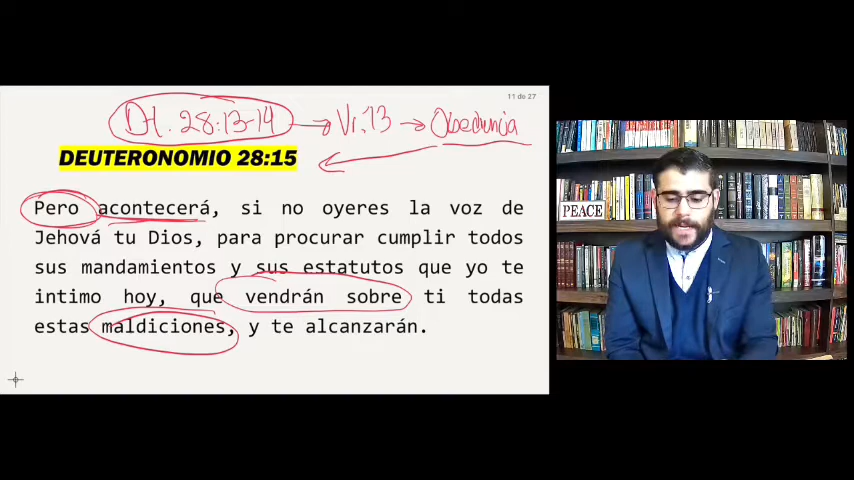 11 de 27
Dt. 28:13-14 → Vr. 13 → Obediencia
DEUTERONOMIO 28:15
Pero acontecerá, si no oyeres la voz de
Jehová tu Dios, para procurar cumplir todos
sus mandamientos y sus estatutos que yo te
intimo hoy, que vendrán sobre ti todas
estas maldiciones, y te alcanzarán.
PEACE